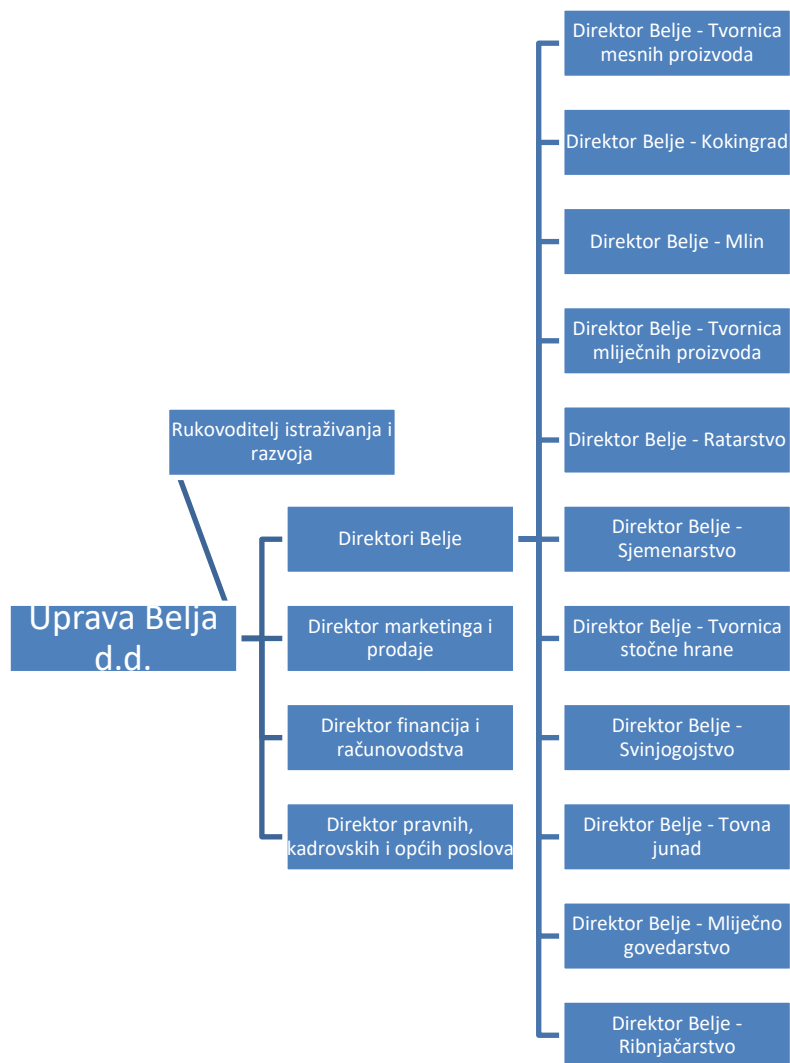 Direktor Belje - Tvornica
mesnih proizvoda
Direktor Belje - Kokingrad
Direktor Belje - Mlin
Direktor Belje - Tvornica
mliječnih proizvoda
Rukovoditelj istraživanja i
razvoja
Direktor Belje - Ratarstvo
Direktori Belje
Direktor Belje -
Sjemenarstvo
Uprava Belja
d.d.
Direktor marketinga i
prodaje
Direktor Belje - Tvornica
stočne hrane
Direktor financija i
računovodstva
Direktor Belje -
Svinjogojstvo
Direktor pravnih,
kadrovskih i općih poslova
Direktor Belje - Tovna
junad
Direktor Belje - Mliječno
govedarstvo
Direktor Belje -
Ribnjačarstvo